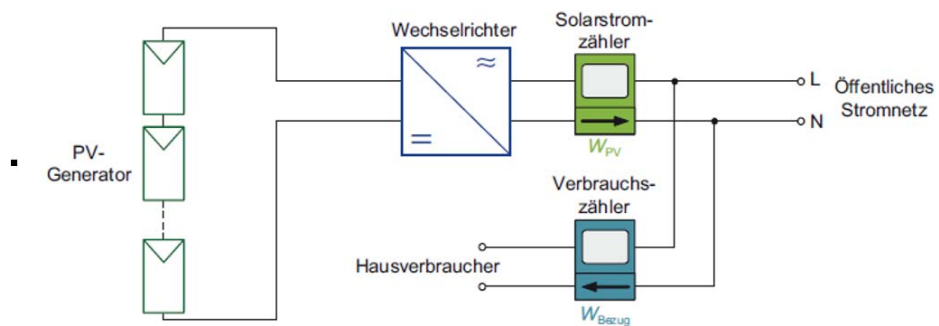 Wechselrichter
Solarstrom-
zähler
L
Öffentliches
Stromnetz
N
PV-
Generator
≈
=
W_PV
Verbrauchs-
zähler
Hausverbraucher
W_Bezug